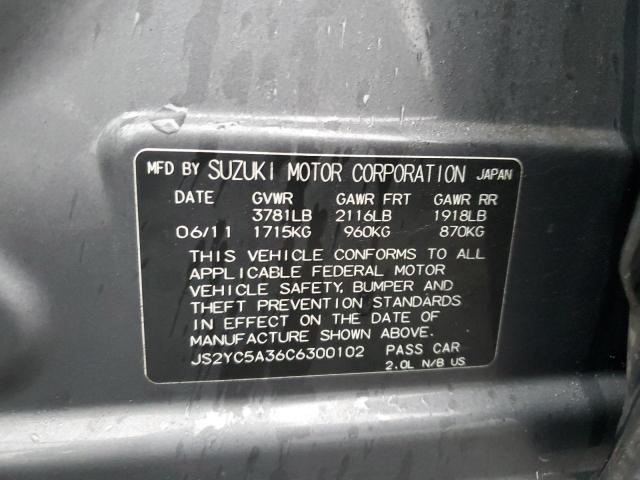 MFD BY SUZUKI MOTOR CORPORATION JAPAN
DATE GVWR GAWR FRT GAWR RR
3781LB 2116LB 1918LB
06/11 1715KG 960KG 870KG
THIS VEHICLE CONFORMS TO ALL
APPLICABLE FEDERAL MOTOR
VEHICLE SAFETY, BUMPER AND
THEFT PREVENTION STANDARDS
IN EFFECT ON THE DATE OF
MANUFACTURE SHOWN ABOVE.
JS2YC5A36C6300102 PASS CAR
2.0L N/B US